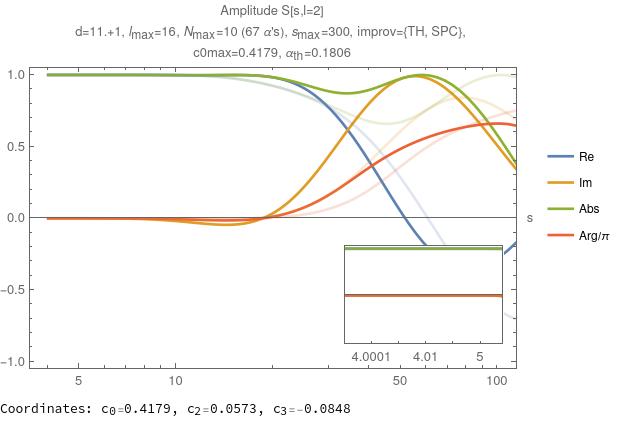 Amplitude S[s,l=2]
d=11.+1, lmax=16, Nmax=10 (67 α's), smax=300, improv={TH, SPC},
c0max=0.4179, αth=0.1806
1.0
0.5
0.0
-0.5
-1.0
s
Re
Im
Abs
Arg/π
4.0001 4.01 5
5 10 50 100
Coordinates: c0=0.4179, c2=0.0573, c3=-0.0848